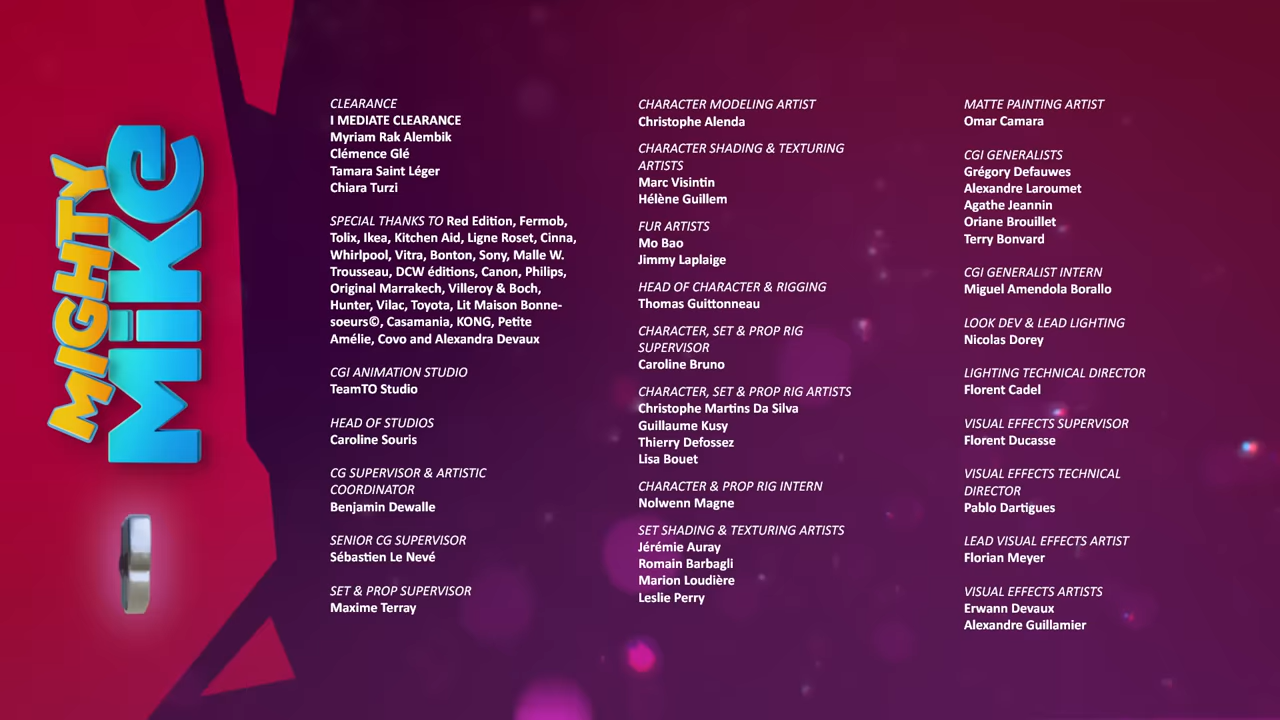 MIGHTY
MiKe
CLEARANCE
I MEDIATE CLEARANCE
Myriam Rak Alembik
Clémence Glé
Tamara Saint Léger
Chiara Turzi
SPECIAL THANKS TO Red Edition, Fermob,
Tolix, Ikea, Kitchen Aid, Ligne Roset, Cinna,
Whirlpool, Vitra, Bonton, Sony, Malle W.
Trousseau, DCW éditions, Canon, Philips,
Original Marrakech, Villeroy & Boch,
Hunter, Vilac, Toyota, Lit Maison Bonne-
soeurs©, Casamania, KONG, Petite
Amélie, Covo and Alexandra Devaux
CGI ANIMATION STUDIO
TeamTO Studio
HEAD OF STUDIOS
Caroline Souris
CG SUPERVISOR & ARTISTIC
COORDINATOR
Benjamin Dewalle
SENIOR CG SUPERVISOR
Sébastien Le Nevé
SET & PROP SUPERVISOR
Maxime Terray
CHARACTER MODELING ARTIST
Christophe Alenda
CHARACTER SHADING & TEXTURING
ARTISTS
Marc Visintin
Hélène Guillem
FUR ARTISTS
Mo Bao
Jimmy Laplaige
HEAD OF CHARACTER & RIGGING
Thomas Guittonneau
CHARACTER, SET & PROP RIG
SUPERVISOR
Caroline Bruno
CHARACTER, SET & PROP RIG ARTISTS
Christophe Martins Da Silva
Guillaume Kusy
Thierry Defossez
Lisa Bouet
CHARACTER & PROP RIG INTERN
Nolwenn Magne
SET SHADING & TEXTURING ARTISTS
Jérémie Auray
Romain Barbagli
Marion Loudière
Leslie Perry
MATTE PAINTING ARTIST
Omar Camara
CGI GENERALISTS
Grégory Defauwes
Alexandre Laroumet
Agathe Jeannin
Oriane Brouillet
Terry Bonvard
CGI GENERALIST INTERN
Miguel Amendola Borallo
LOOK DEV & LEAD LIGHTING
Nicolas Dorey
LIGHTING TECHNICAL DIRECTOR
Florent Cadel
VISUAL EFFECTS SUPERVISOR
Florent Ducasse
VISUAL EFFECTS TECHNICAL
DIRECTOR
Pablo Dartigues
LEAD VISUAL EFFECTS ARTIST
Florian Meyer
VISUAL EFFECTS ARTISTS
Erwann Devaux
Alexandre Guillamier